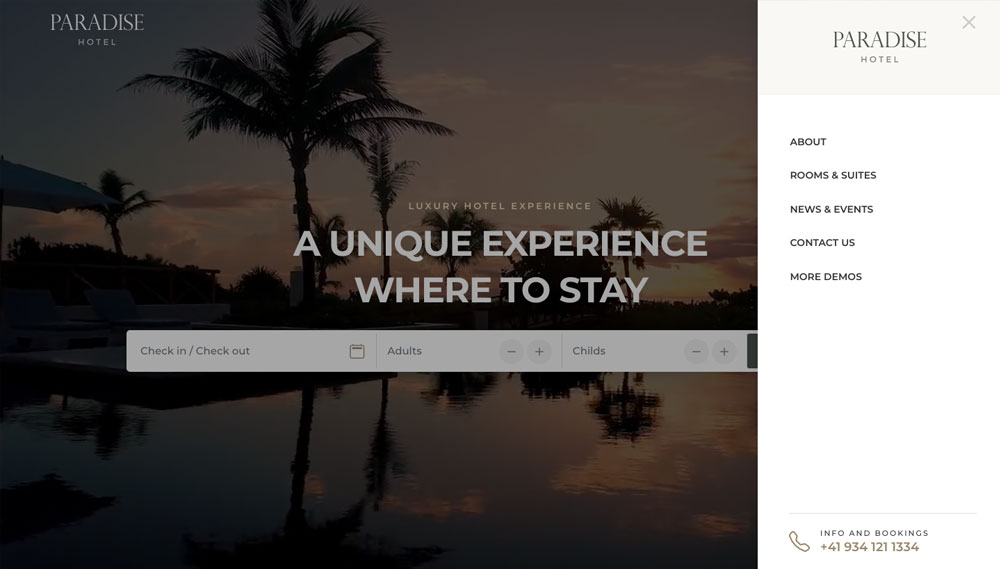 PARADISE
HOTEL
LUXURY HOTEL EXPERIENCE
A UNIQUE EXPERIENCE
WHERE TO STAY
Check in / Check out
Adults
Childs
PARADISE
HOTEL
ABOUT
ROOMS & SUITES
NEWS & EVENTS
CONTACT US
MORE DEMOS
INFO AND BOOKINGS
+41 934 121 1334